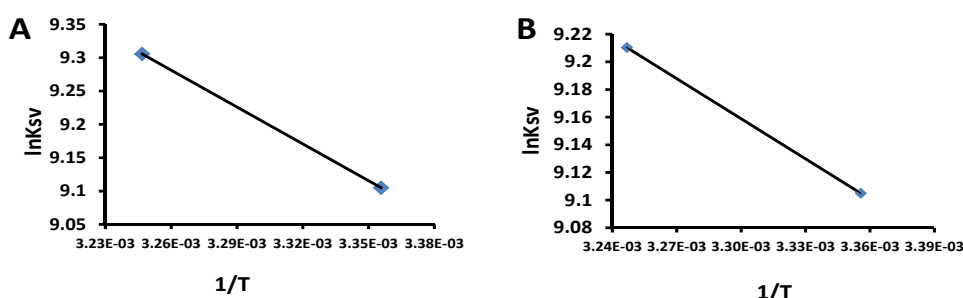 A
9.35
9.3
9.25
9.2
9.15
9.1
9.05
lnKsv
3.23E-03 3.26E-03 3.29E-03 3.32E-03 3.35E-03 3.38E-03
1/T
B
9.22
9.2
9.18
9.16
9.14
9.12
9.1
9.08
lnKsv
3.24E-03 3.27E-03 3.30E-03 3.33E-03 3.36E-03 3.39E-03
1/T